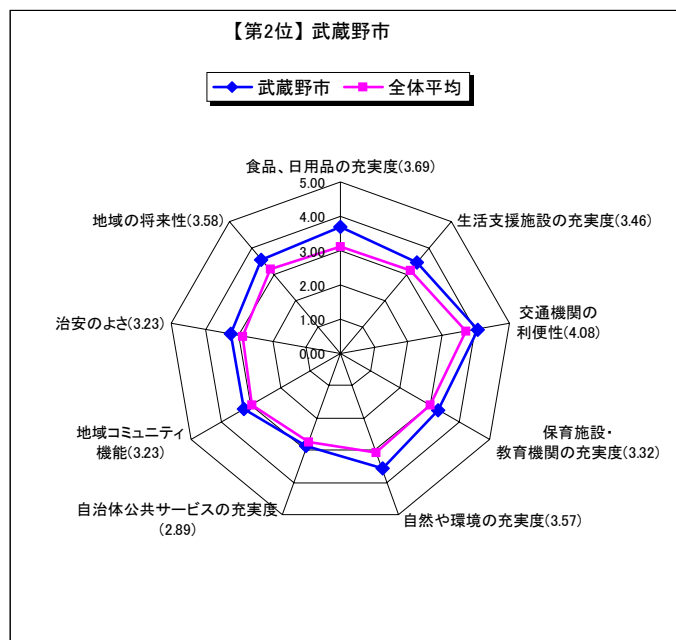 【第2位】 武蔵野市
武蔵野市 全体平均
食品、日用品の充実度(3.69)
生活支援施設の充実度(3.46)
交通機関の
利便性(4.08)
保育施設・
教育機関の充実度(3.32)
自然や環境の充実度(3.57)
自治体公共サービスの充実度
(2.89)
地域コミュニティ
機能(3.23)
治安のよさ(3.23)
地域の将来性(3.58)
5.00
4.00
3.00
2.00
1.00
0.00